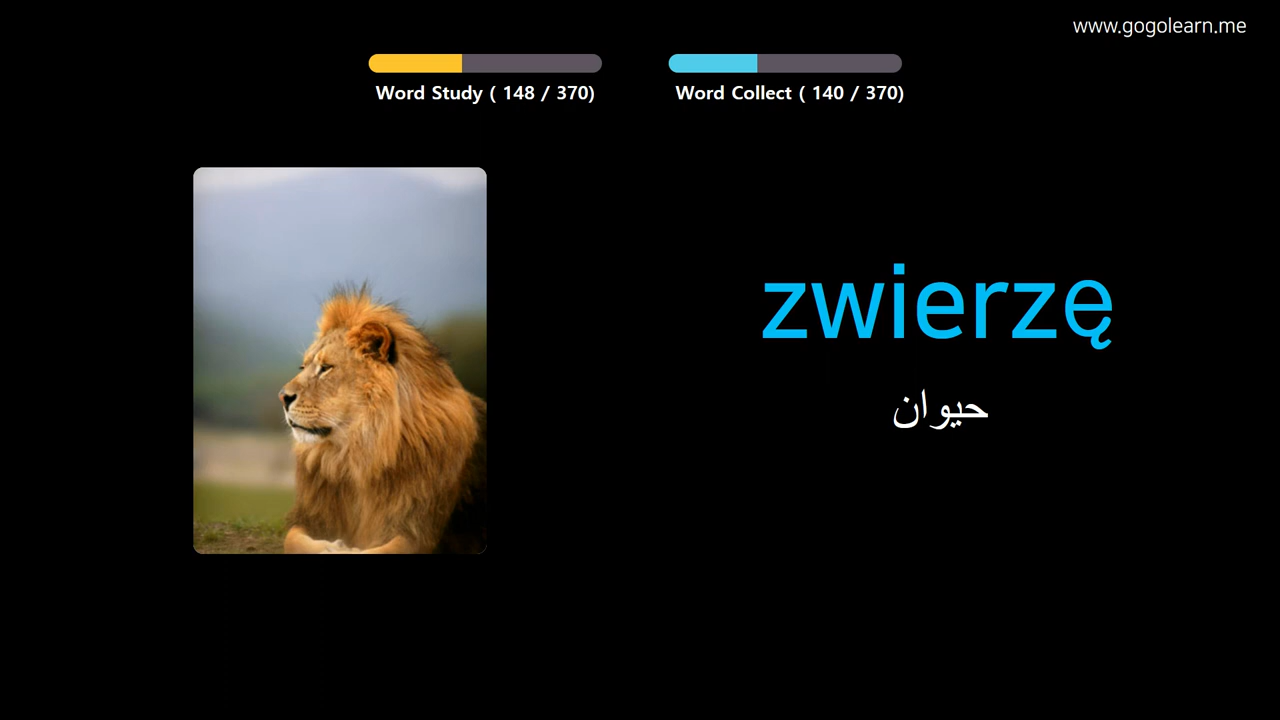 www.gogolearn.me
Word Study ( 148 / 370)
Word Collect ( 140 / 370)
zwierzę
حيوان